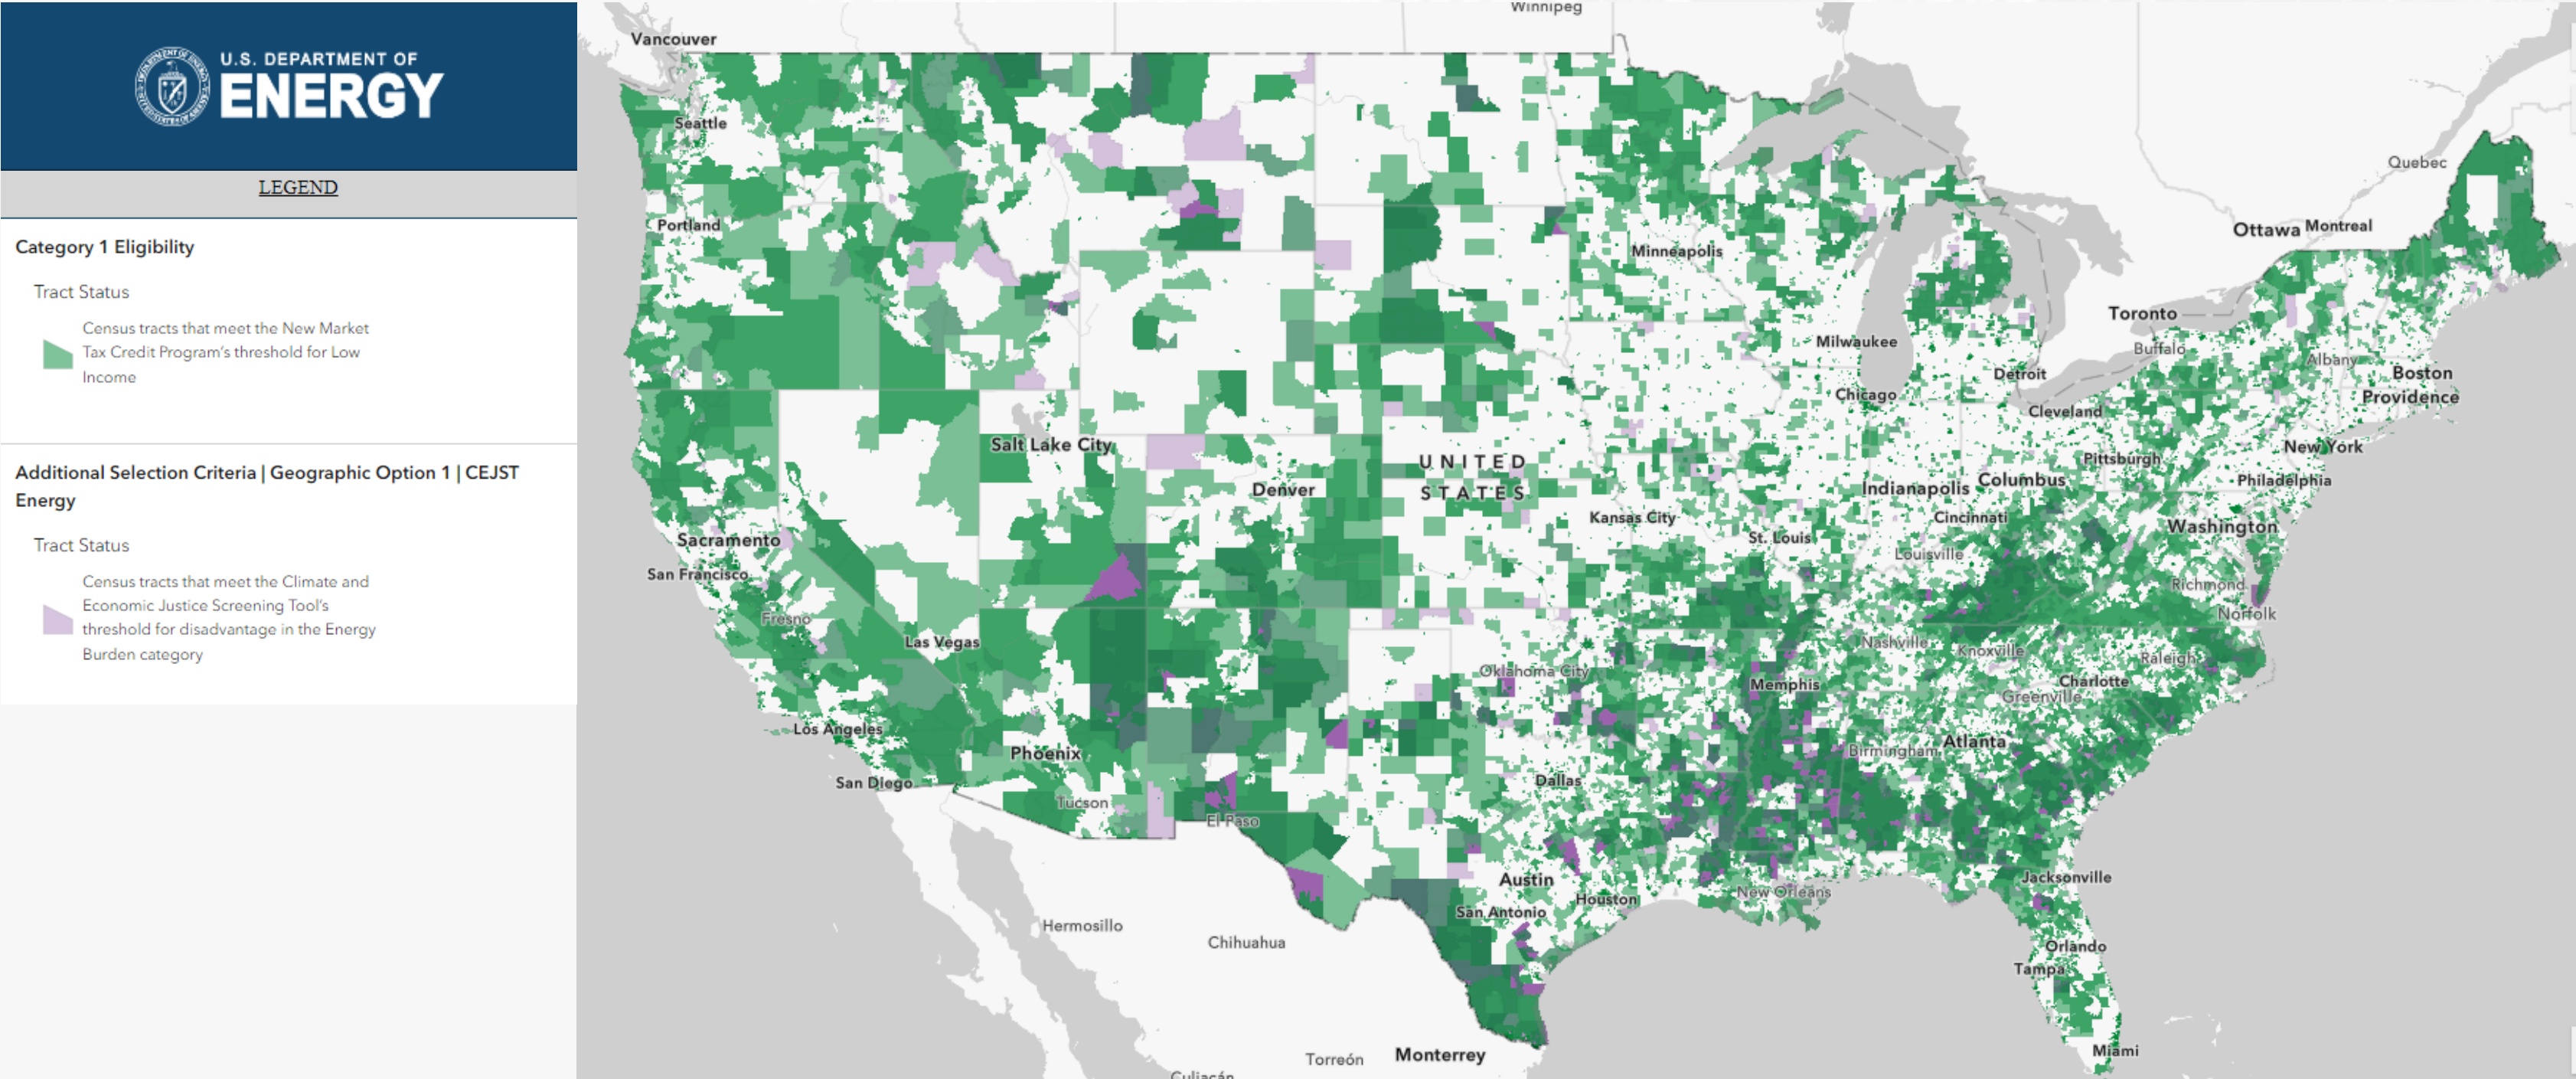 U.S. DEPARTMENT OF
ENERGY
LEGEND
Category 1 Eligibility
Tract Status
Census tracts that meet the New Market
Tax Credit Program's threshold for Low
Income
Additional Selection Criteria | Geographic Option 1 | CEJST
Energy
Tract Status
Census tracts that meet the Climate and
Economic Justice Screening Tool's
threshold for disadvantage in the Energy
Burden category
Winnipeg
Vancouver
Seattle
Quebec
Portland
Ottawa
Montreal
Minneapolis
Toronto
Milwaukee
Buffalo
Albany
Detroit
Boston
Chicago
Providence
Cleveland
Salt Lake City
New York
UNITED
STATES
Pittsburgh
Denver
Indianapolis
Columbus
Philadelphia
Kansas City
Cincinnati
Washington
Sacramento
St. Louis
Louisville
San Francisco
Richmond
Fresno
Norfolk
Las Vegas
Nashville
Knoxville
Raleigh
Oklahoma City
Memphis
Charlotte
Greenville
Los Angeles
Phoenix
Birmingham
Atlanta
San Diego
Dallas
Tucson
El Paso
Austin
Jacksonville
New Orleans
Houston
San Antonio
Hermosillo
Chihuahua
Orlando
Tampa
Miami
Torreón
Monterrey
Culiacán